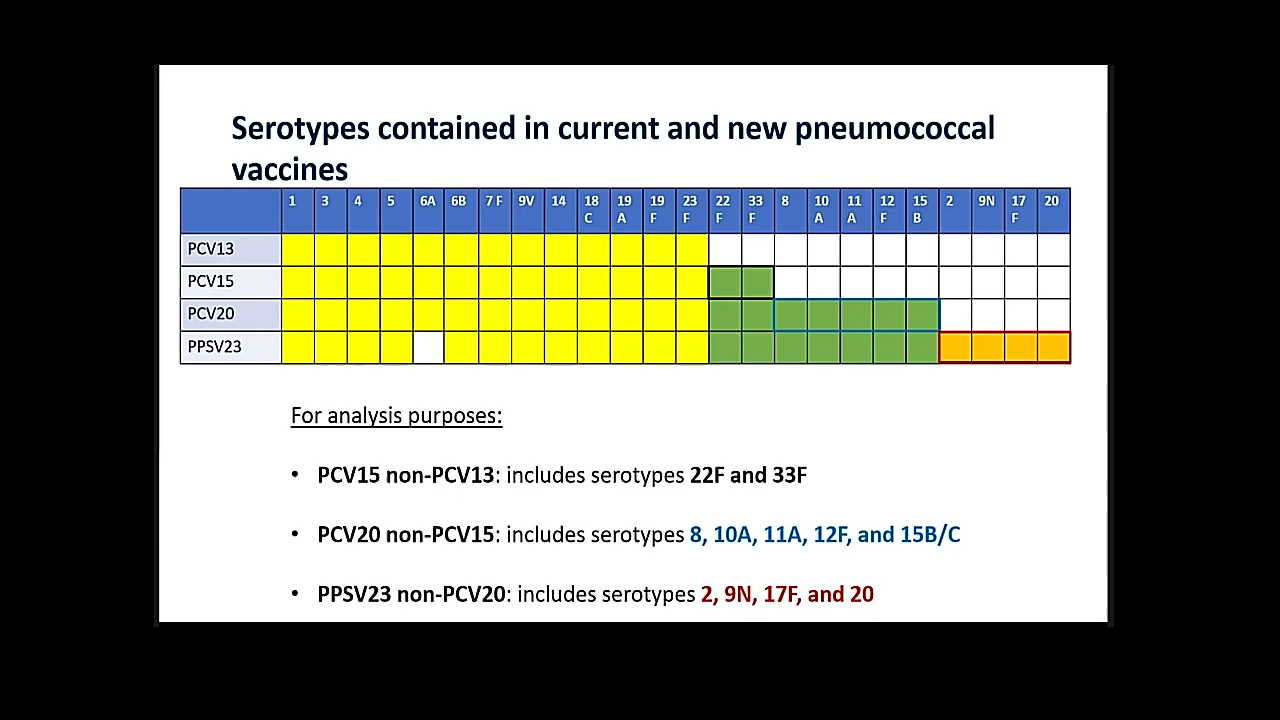 Serotypes contained in current and new pneumococcal
vaccines
1 3 4 5 6A 6B 7 F 9V 14 18 C 19 A 19 F 23 F 22 F 33 F 8 10 A 11 A 12 F 15 B 2 9N 17 F 20
PCV13
PCV15
PCV20
PPSV23
For analysis purposes:
• PCV15 non-PCV13: includes serotypes 22F and 33F
• PCV20 non-PCV15: includes serotypes 8, 10A, 11A, 12F, and 15B/C
• PPSV23 non-PCV20: includes serotypes 2, 9N, 17F, and 20